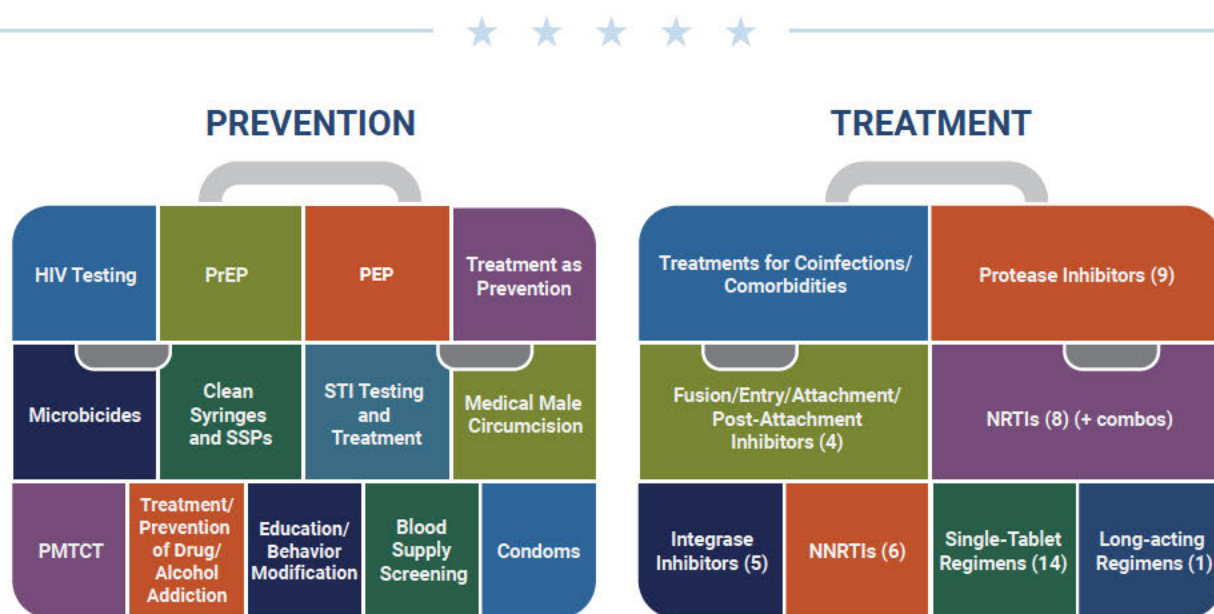 PREVENTION
HIV Testing
PrEP
PEP
Treatment as
Prevention
Microbicides
Clean
Syringes
and SSPs
STI Testing
and
Treatment
Medical Male
Circumcision
PMTCT
Treatment/
Prevention
of Drug/
Alcohol
Addiction
Education/
Behavior
Modification
Blood
Supply
Screening
Condoms
TREATMENT
Treatments for Coinfections/
Comorbidities
Protease Inhibitors (9)
Fusion/Entry/Attachment/
Post-Attachment
Inhibitors (4)
NRTIs (8) (+ combos)
Integrase
Inhibitors (5)
NNRTIs (6)
Single-Tablet
Regimens (14)
Long-acting
Regimens (1)